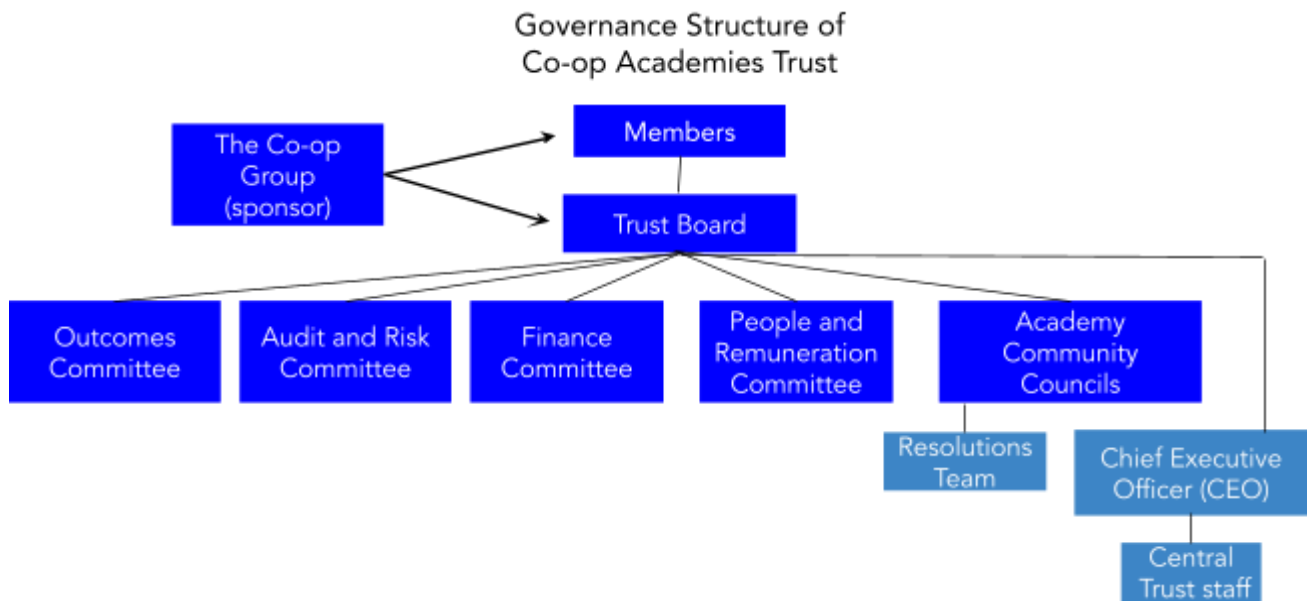 Governance Structure of
Co-op Academies Trust
The Co-op
Group
(sponsor)
Members
Trust Board
Outcomes
Committee
Audit and Risk
Committee
Finance
Committee
People and
Remuneration
Committee
Academy
Community
Councils
Resolutions
Team
Chief Executive
Officer (CEO)
Central
Trust staff